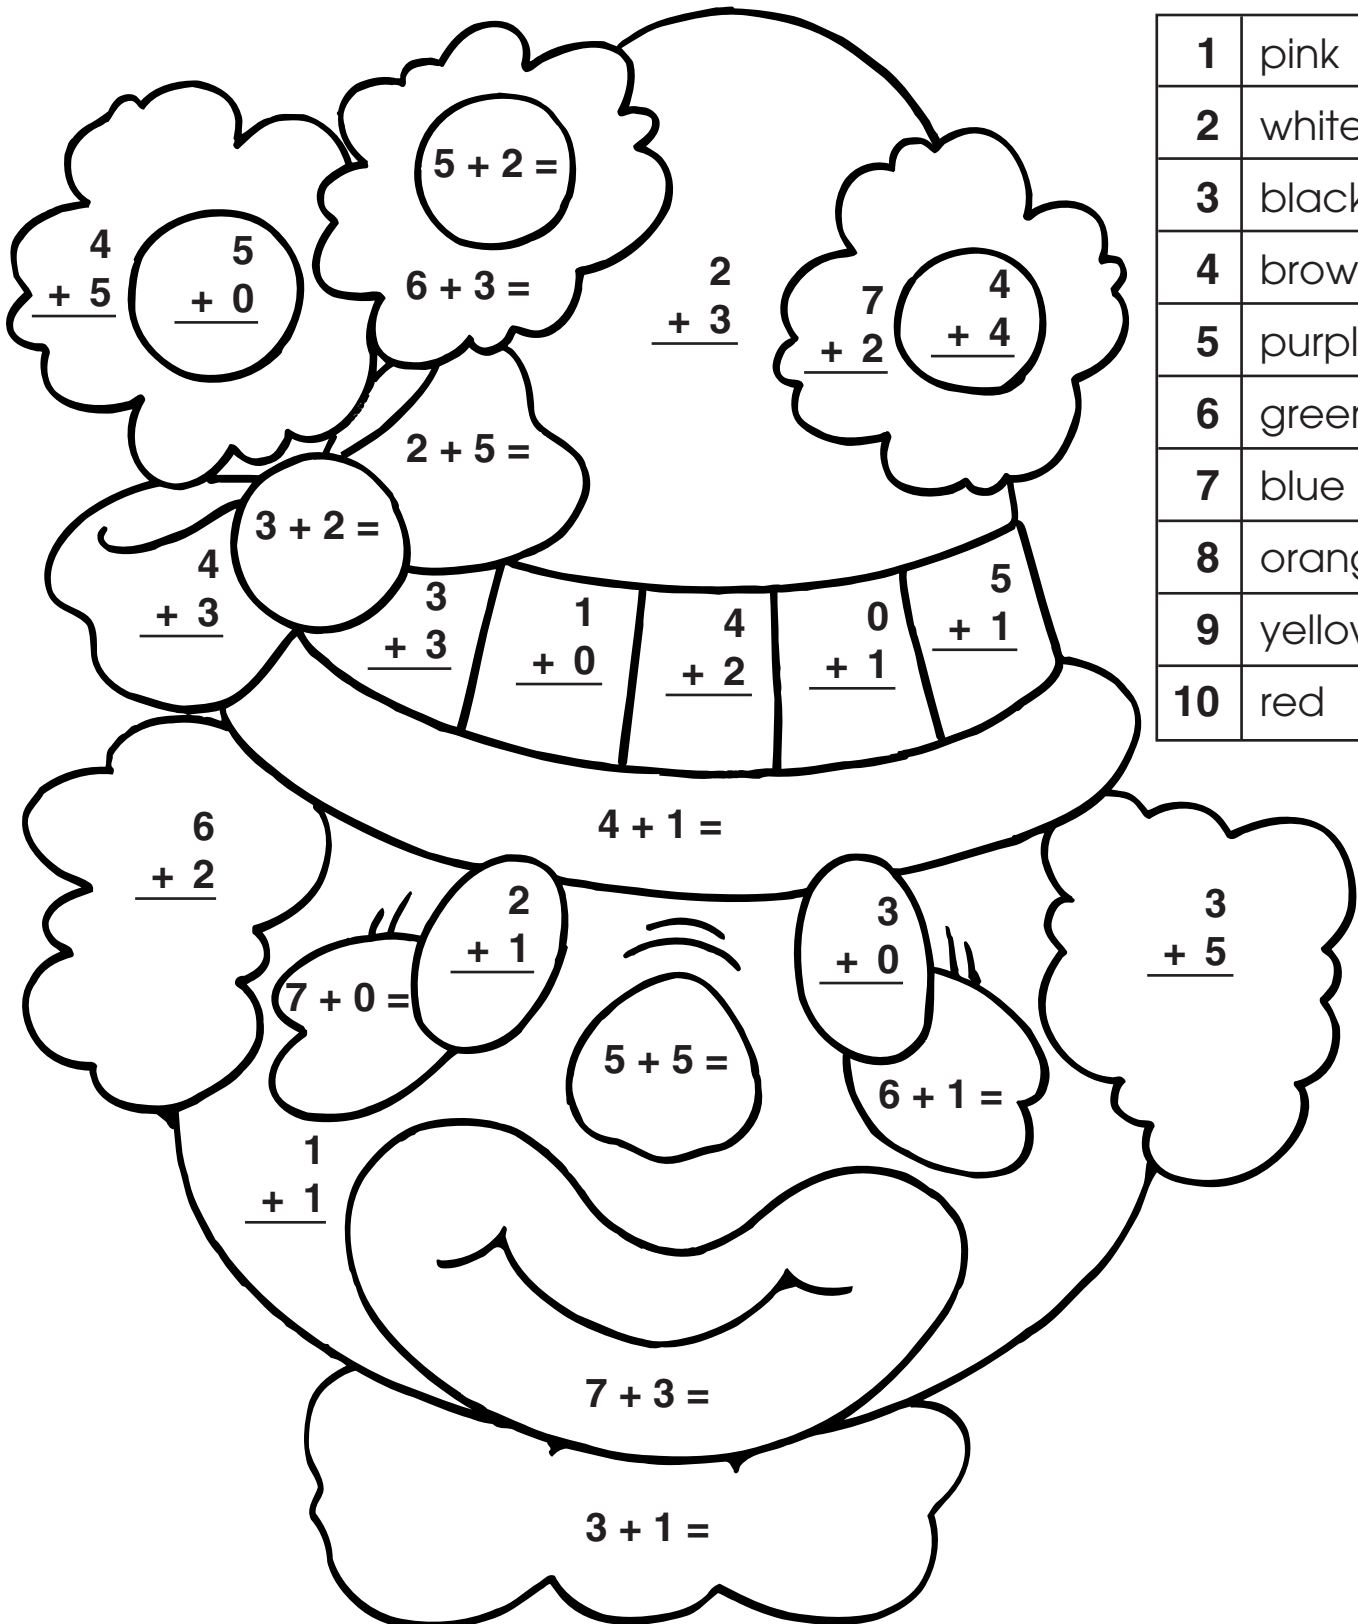 5 + 2 =
6 + 3 =
4
+ 5
5
+ 0
2
+ 3
7
+ 2
4
+ 4
2 + 5 =
3 + 2 =
4
+ 3
3
+ 3
1
+ 0
4
+ 2
0
+ 1
5
+ 1
4 + 1 =
6
+ 2
2
+ 1
3
+ 0
3
+ 5
7 + 0 =
5 + 5 =
6 + 1 =
1
+ 1
7 + 3 =
3 + 1 =
1 pink
2 white
3 black
4 brow
5 purpl
6 green
7 blue
8 orang
9 yellow
10 red